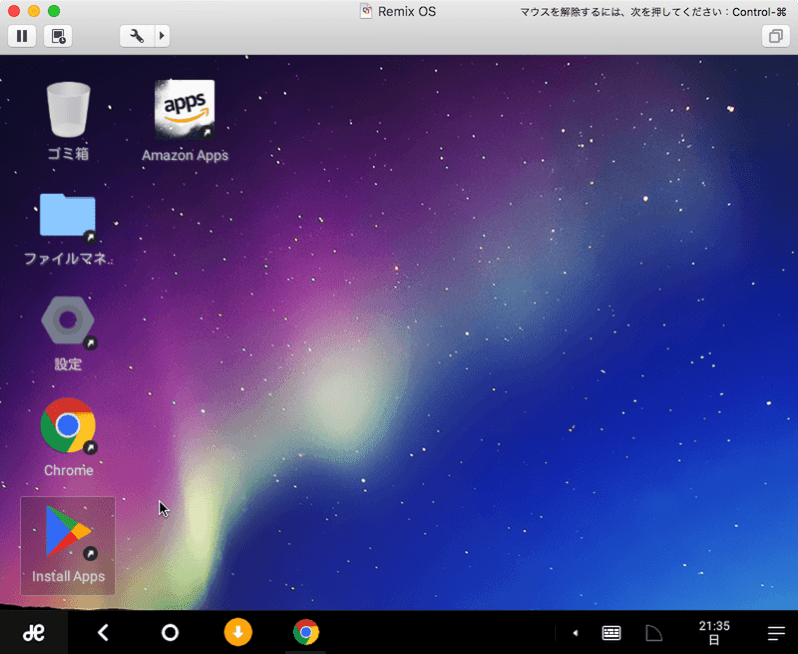 Remix OS
マウスを解除するには、次を押してください：Control-⌘
apps
ゴミ箱
Amazon Apps
ファイルマネ..
設定
Chrome
Install Apps
21:35
日